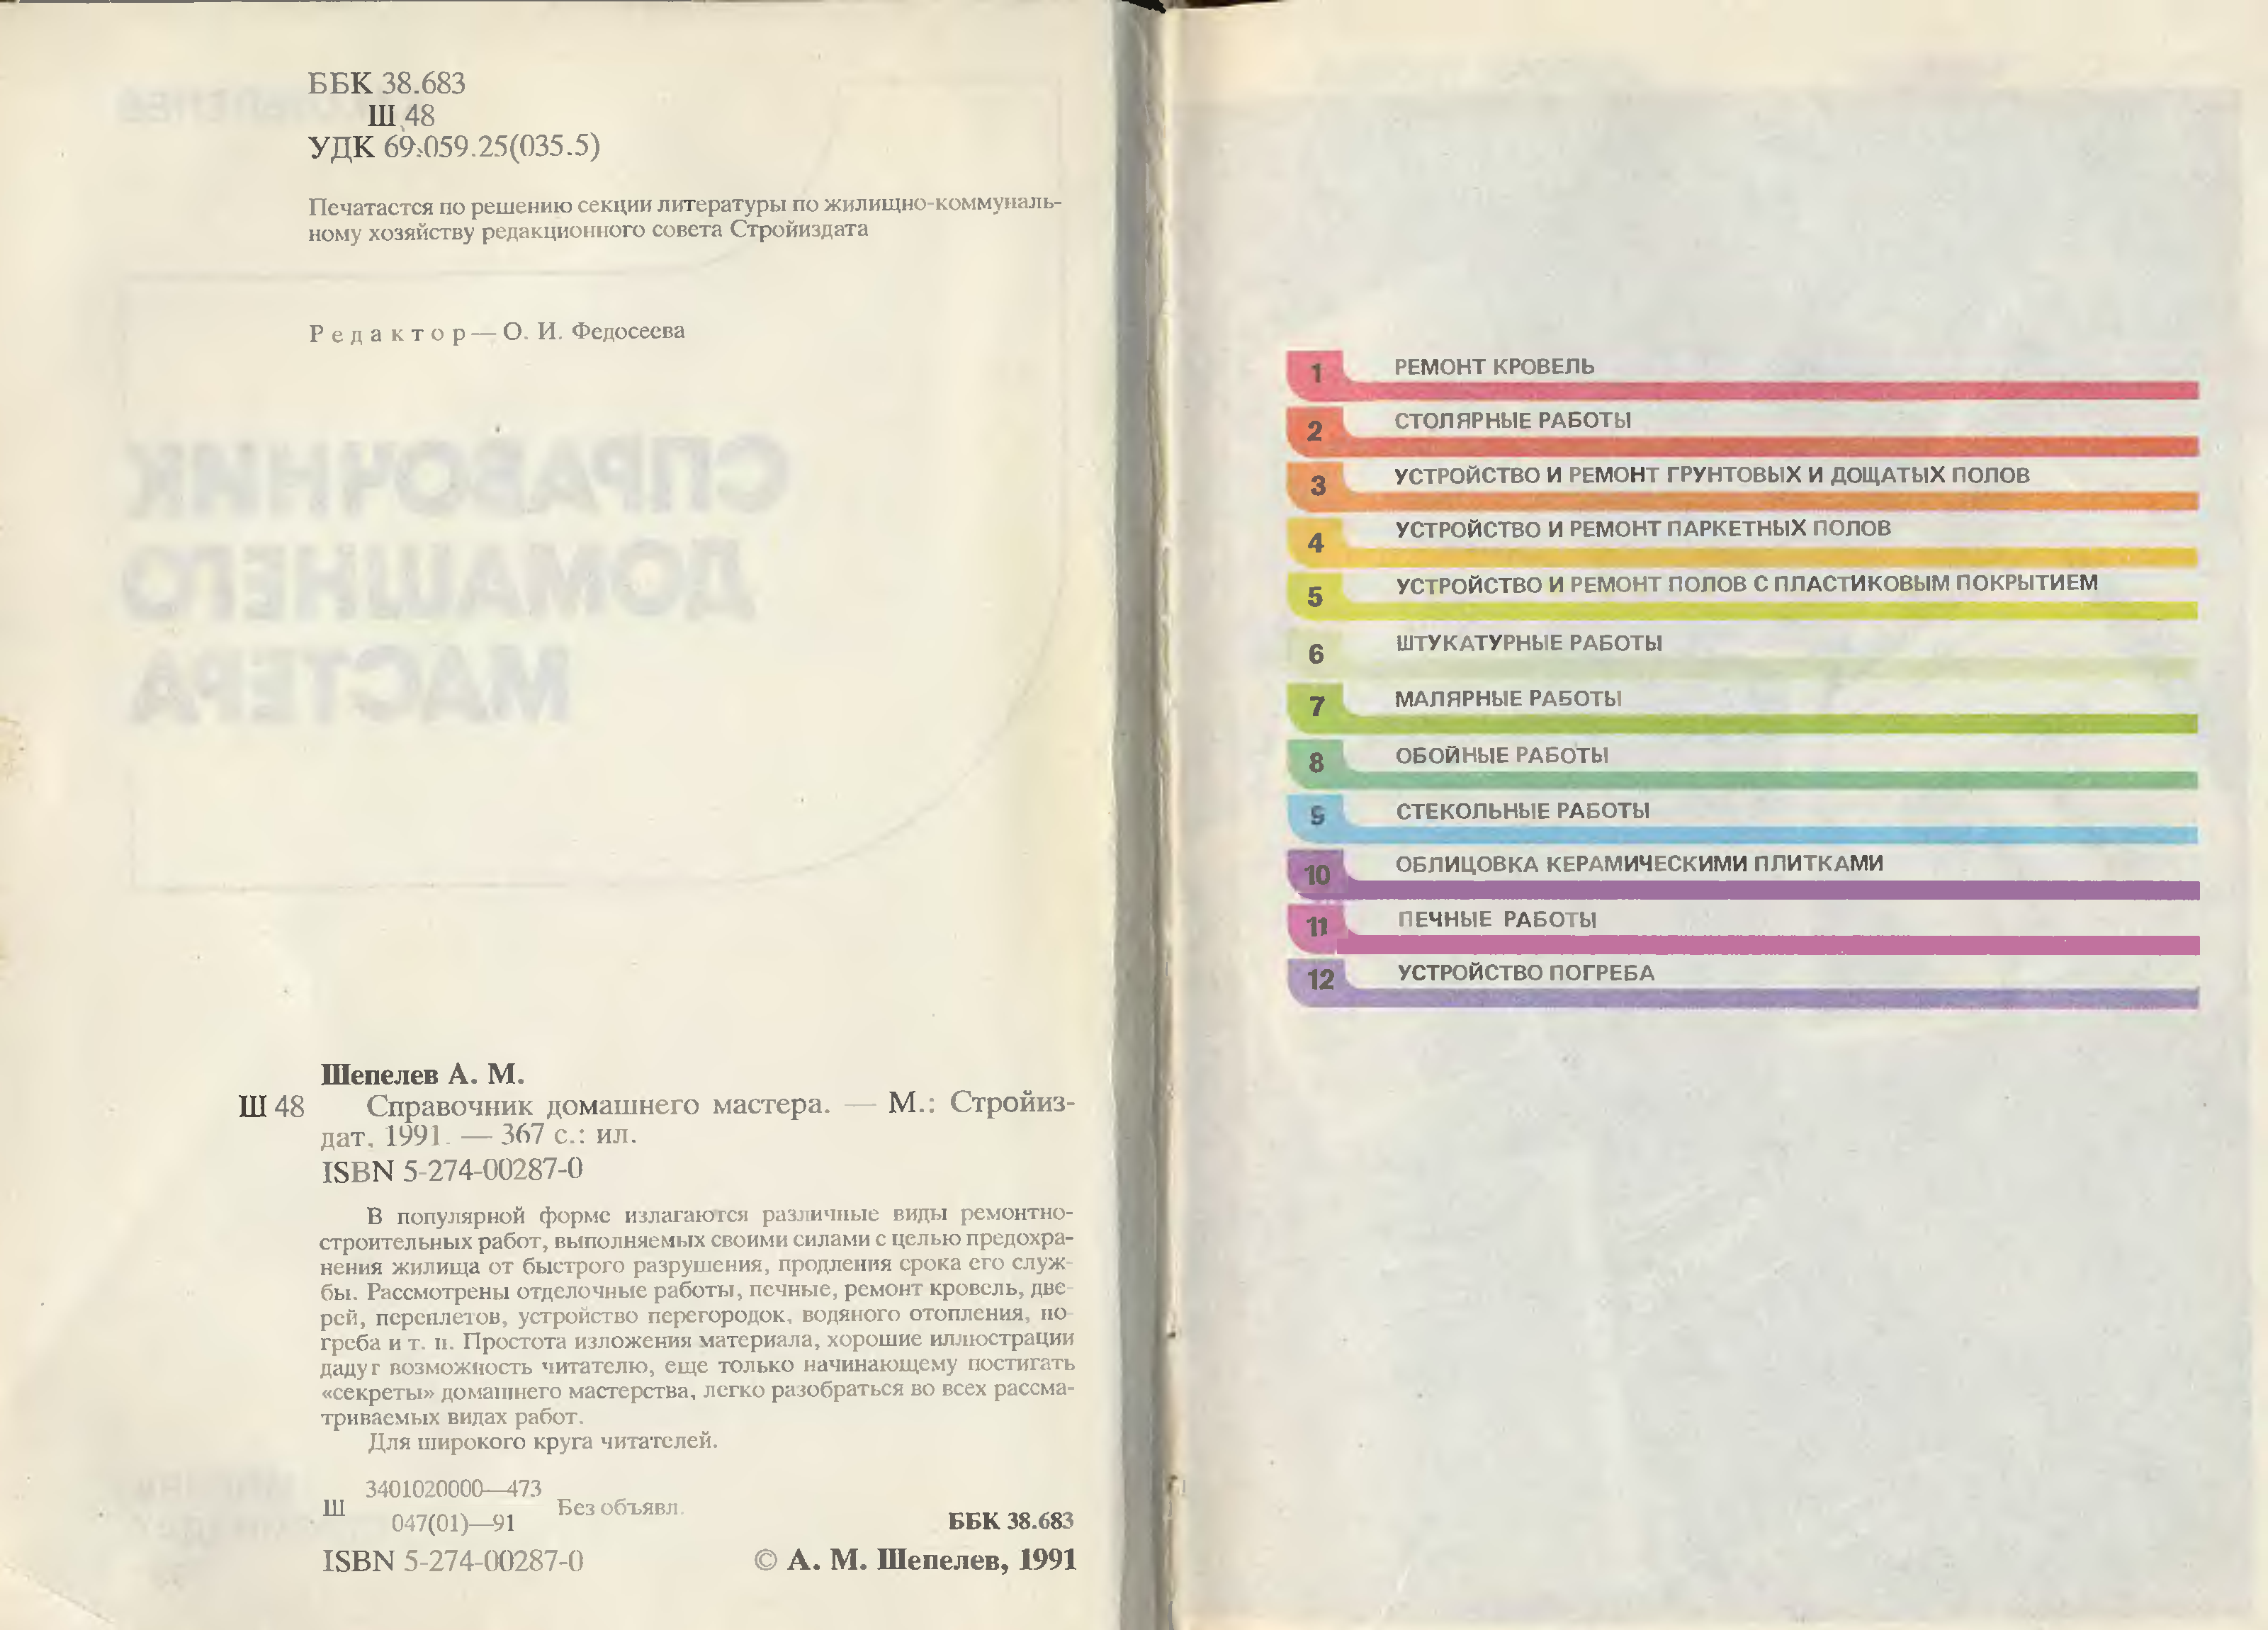 ББК 38.683
Ш 48
УДК 69.059.25(035.5)
Печатается по решению секции литературы по жилищно-коммуналь-
ному хозяйству редакционного совета Стройиздата
Редактор — О. И. Федосеева
Шепелев А. М.
Ш 48 Справочник домашнего мастера. — М.: Стройиз-
дат, 1991. — 367 с.: ил.
ISBN 5-274-00287-0
В популярной форме излагаются различные виды ремонтно-
строительных работ, выполняемых своими силами с целью предохра-
нения жилища от быстрого разрушения, продления срока его служ-
бы. Рассмотрены отделочные работы, печные, ремонт кровель, две-
рей, переплетов, устройство перегородок, водяного отопления, по-
греба и т. п. Простота изложения материала, хорошие иллюстрации
дадут возможность читателю, еще только начинающему постигать
«секреты» домашнего мастерства, легко разобраться во всех рассма-
триваемых видах работ.
Для широкого круга читателей.
3401020000—473
Ш Без объявл.
047(01)—91
ББК 38.683
ISBN 5-274-00287-0 © А. М. Шепелев, 1991
1 РЕМОНТ КРОВЕЛЬ
2 СТОЛЯРНЫЕ РАБОТЫ
3 УСТРОЙСТВО И РЕМОНТ ГРУНТОВЫХ И ДОЩАТЫХ ПОЛОВ
4 УСТРОЙСТВО И РЕМОНТ ПАРКЕТНЫХ ПОЛОВ
5 УСТРОЙСТВО И РЕМОНТ ПОЛОВ С ПЛАСТИКОВЫМ ПОКРЫТИЕМ
6 ШТУКАТУРНЫЕ РАБОТЫ
7 МАЛЯРНЫЕ РАБОТЫ
8 ОБОЙНЫЕ РАБОТЫ
9 СТЕКОЛЬНЫЕ РАБОТЫ
10 ОБЛИЦОВКА КЕРАМИЧЕСКИМИ ПЛИТКАМИ
11 ПЕЧНЫЕ РАБОТЫ
12 УСТРОЙСТВО ПОГРЕБА